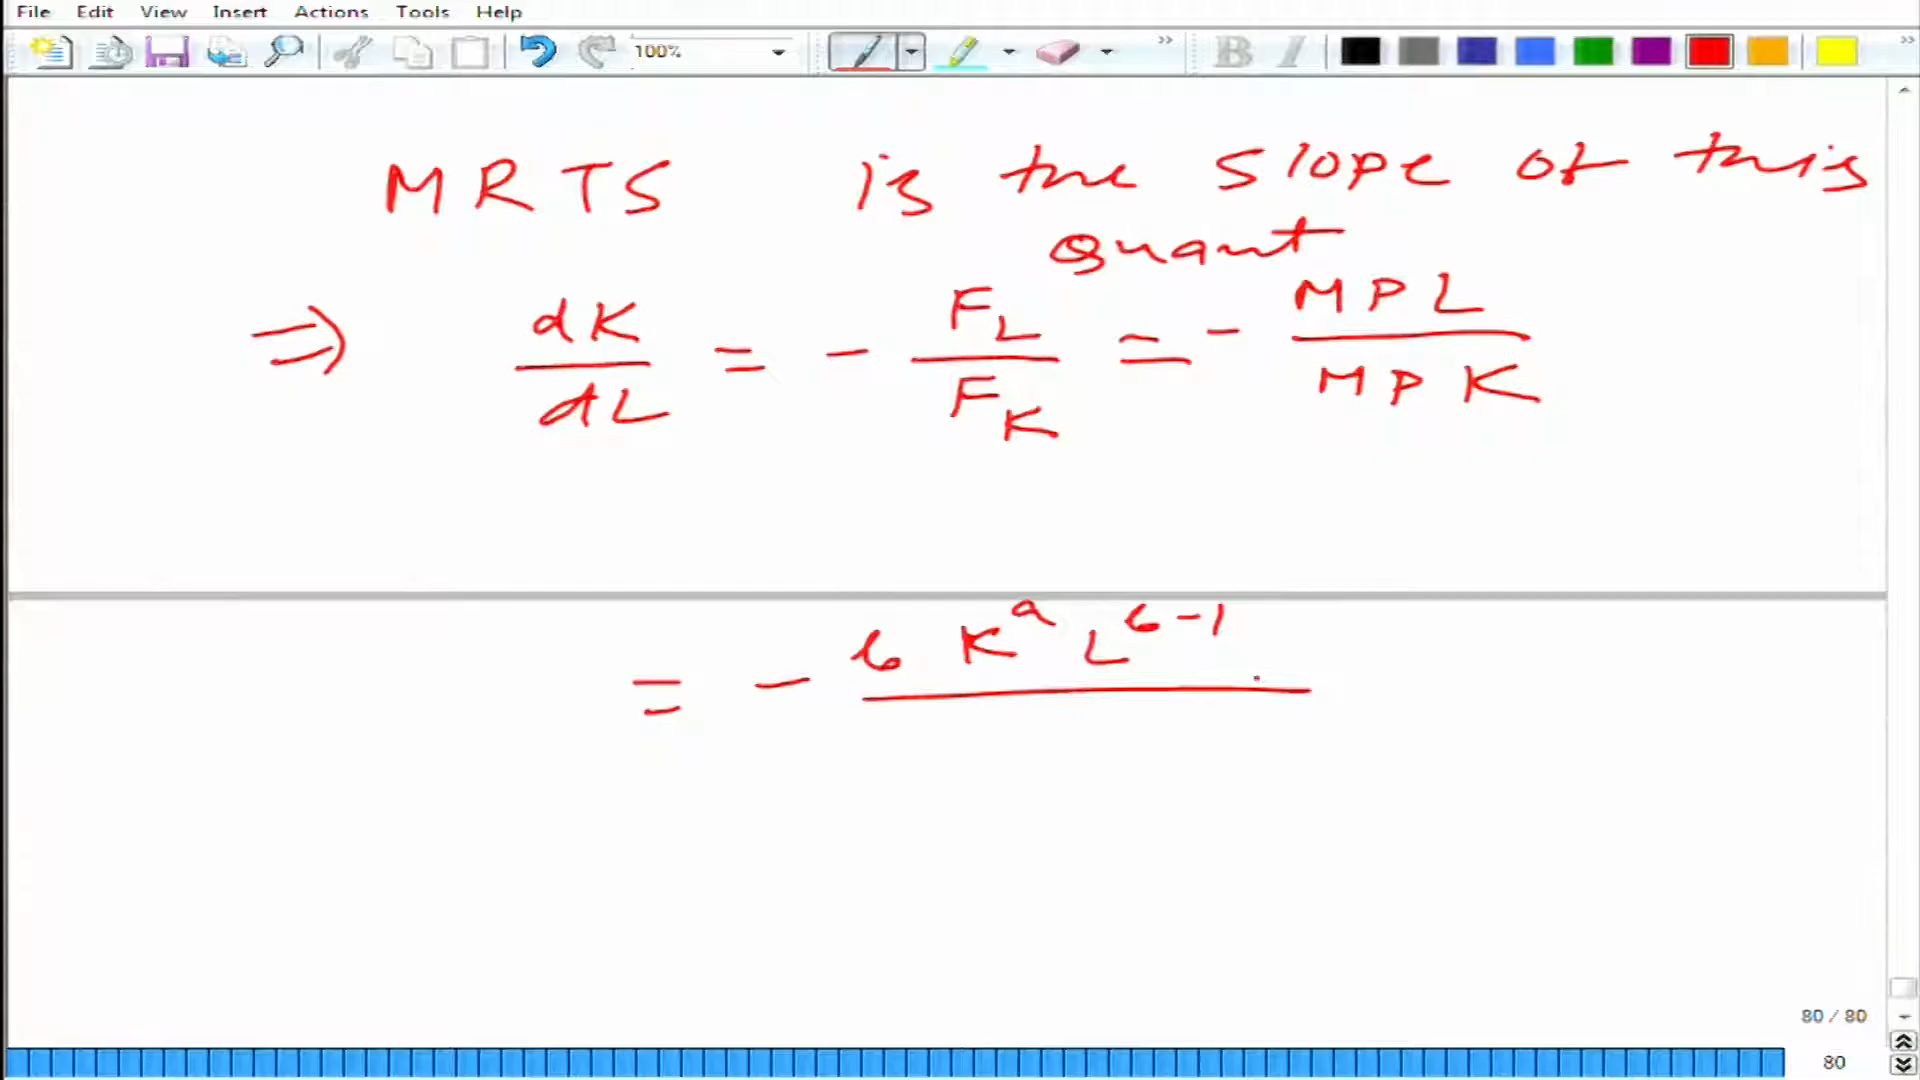 File Edit View Insert Actions Tools Help
100%
B I
MRTS is the slope of this
quant
⇒ dK/dL = - F_L/F_K = - MPL/MPK
= - b K^a L^{b-1}
80 / 80
80